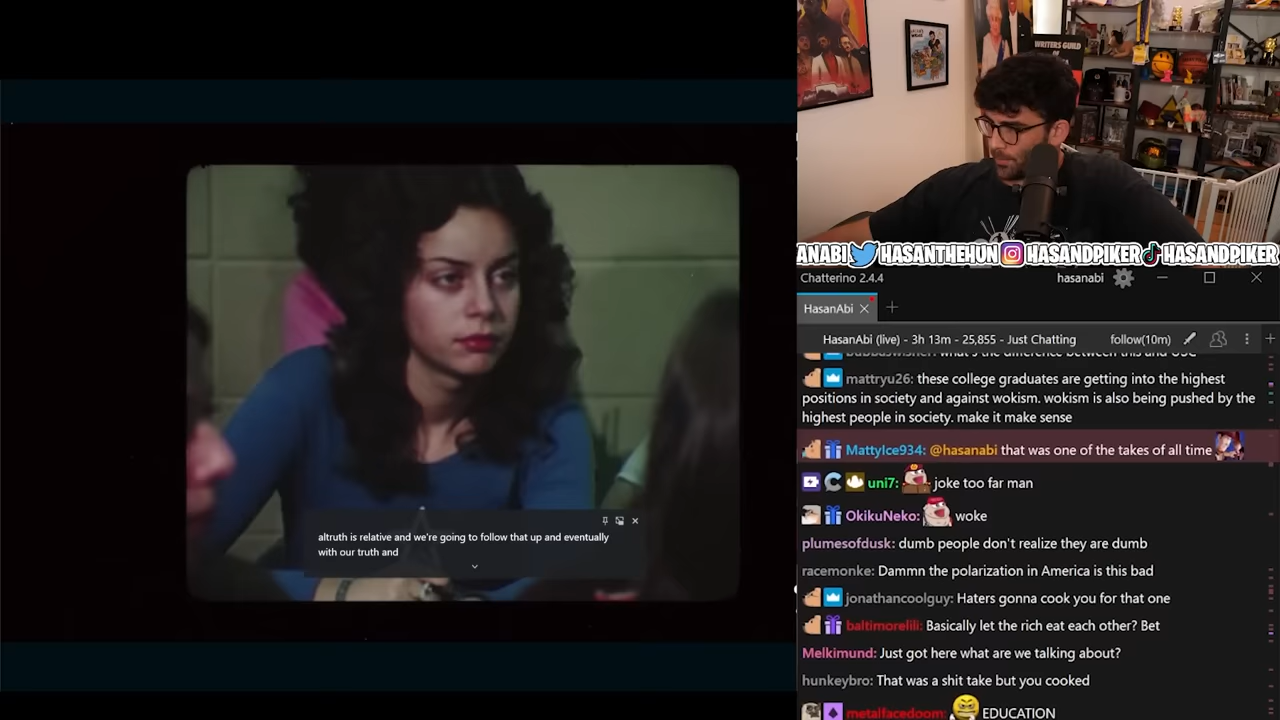 altruth is relative and we're going to follow that up and eventually
with our truth and
WRITERS GUILD
ANABI HASANTHEHUN HASANDPIKER HASANDPIKER
Chatterino 2.4.4
hasanabi
HasanAbi
HasanAbi (live) - 3h 13m - 25,855 - Just Chatting
follow(10m)
mattryu26: these college graduates are getting into the highest
positions in society and against wokism. wokism is also being pushed by the
highest people in society. make it make sense
MattyIce934: @hasanabi that was one of the takes of all time
uni7: joke too far man
OkikuNeko: woke
plumesofdusk: dumb people don't realize they are dumb
racemonke: Dammn the polarization in America is this bad
jonathancoolguy: Haters gonna cook you for that one
baltimorelili: Basically let the rich eat each other? Bet
Melkimund: Just got here what are we talking about?
hunkeybro: That was a shit take but you cooked
metalfacedoom: EDUCATION